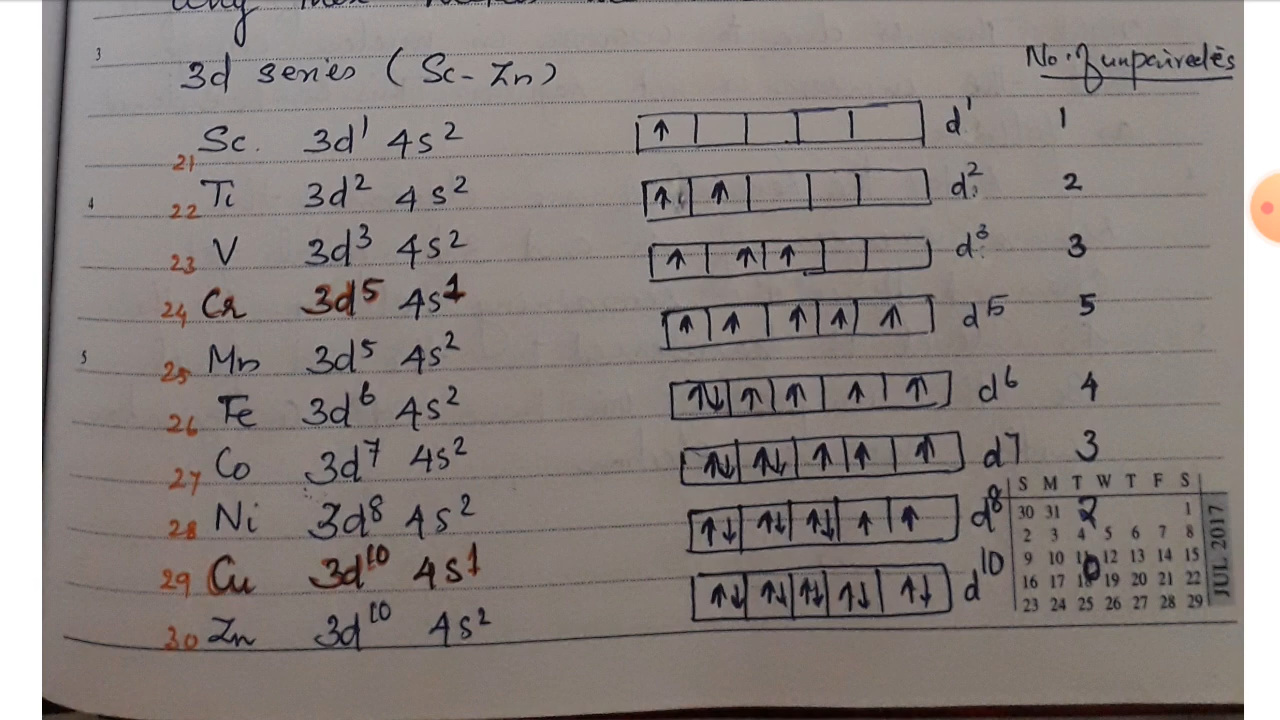 3
3d series (Sc-Zn) No. of unpaired e̅s
21 Sc. 3d¹ 4s² ↑ d¹ 1
4
22 Ti 3d² 4s² ↑ ↑ d² 2
23 V 3d³ 4s² ↑ ↑ ↑ d³ 3
24 Cr 3d⁵ 4s¹ ↑ ↑ ↑ ↑ ↑ d⁵ 5
5
25 Mn 3d⁵ 4s²
26 Fe 3d⁶ 4s² ↑↓ ↑ ↑ ↑ ↑ d⁶ 4
27 Co 3d⁷ 4s² ↑↓ ↑↓ ↑ ↑ ↑ d⁷ 3
28 Ni 3d⁸ 4s² ↑↓ ↑↓ ↑↓ ↑ ↑ d⁸ 2
29 Cu 3d¹⁰ 4s¹
30 Zn 3d¹⁰ 4s² ↑↓ ↑↓ ↑↓ ↑↓ ↑↓ d¹⁰ 0
S M T W T F S
30 31 1
2 3 4 5 6 7 8
9 10 11 12 13 14 15
16 17 18 19 20 21 22
23 24 25 26 27 28 29
JUL 2017